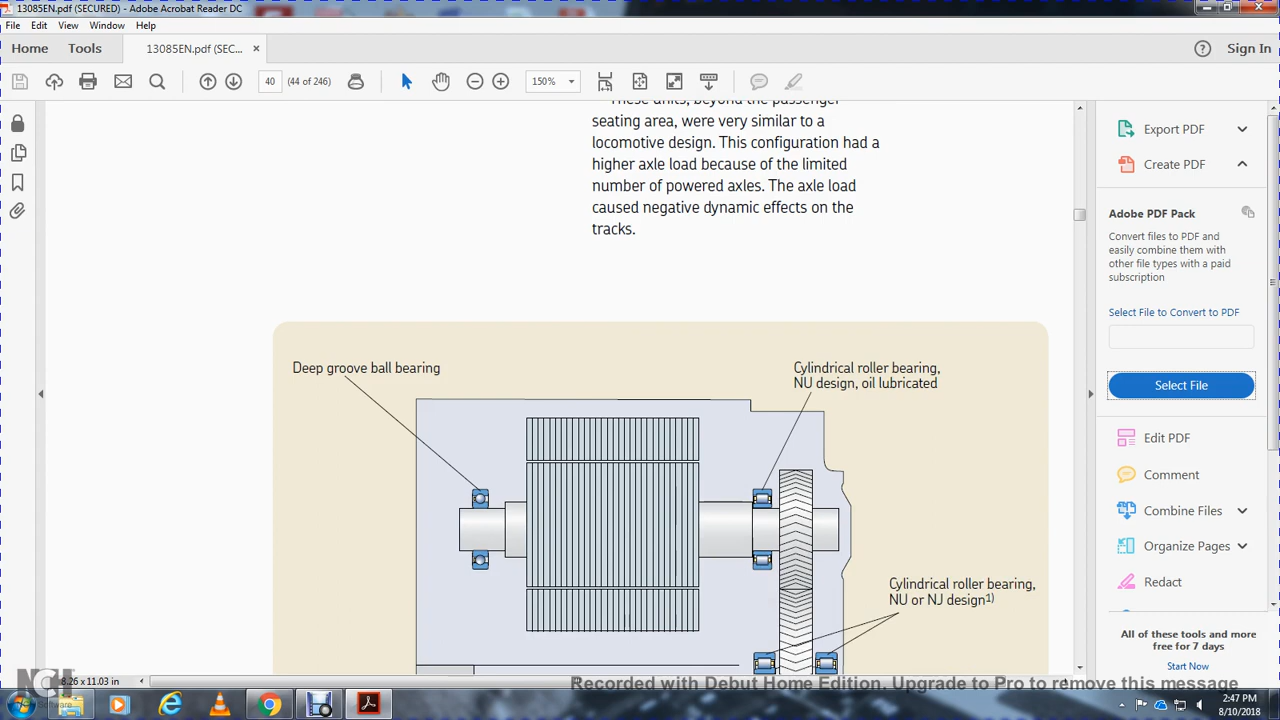 13085EN.pdf (SECURED) - Adobe Acrobat Reader DC
File Edit View Window Help
Home Tools 13085EN.pdf (SEC... × Sign In
40 (44 of 246) 150%
These units, beyond the passenger
seating area, were very similar to a
locomotive design. This configuration had a
higher axle load because of the limited
number of powered axles. The axle load
caused negative dynamic effects on the
tracks.
Deep groove ball bearing
Cylindrical roller bearing,
NU design, oil lubricated
Cylindrical roller bearing,
NU or NJ design1)
Export PDF
Create PDF
Adobe PDF Pack
Convert files to PDF and
easily combine them with
other file types with a paid
subscription
Select File to Convert to PDF
Select File
Edit PDF
Comment
Combine Files
Organize Pages
Redact
All of these tools and more
free for 7 days
Start Now
8.26 x 11.03 in
NCH
Software
Recorded with Debut Home Edition. Upgrade to Pro to remove this message
2:47 PM
8/10/2018